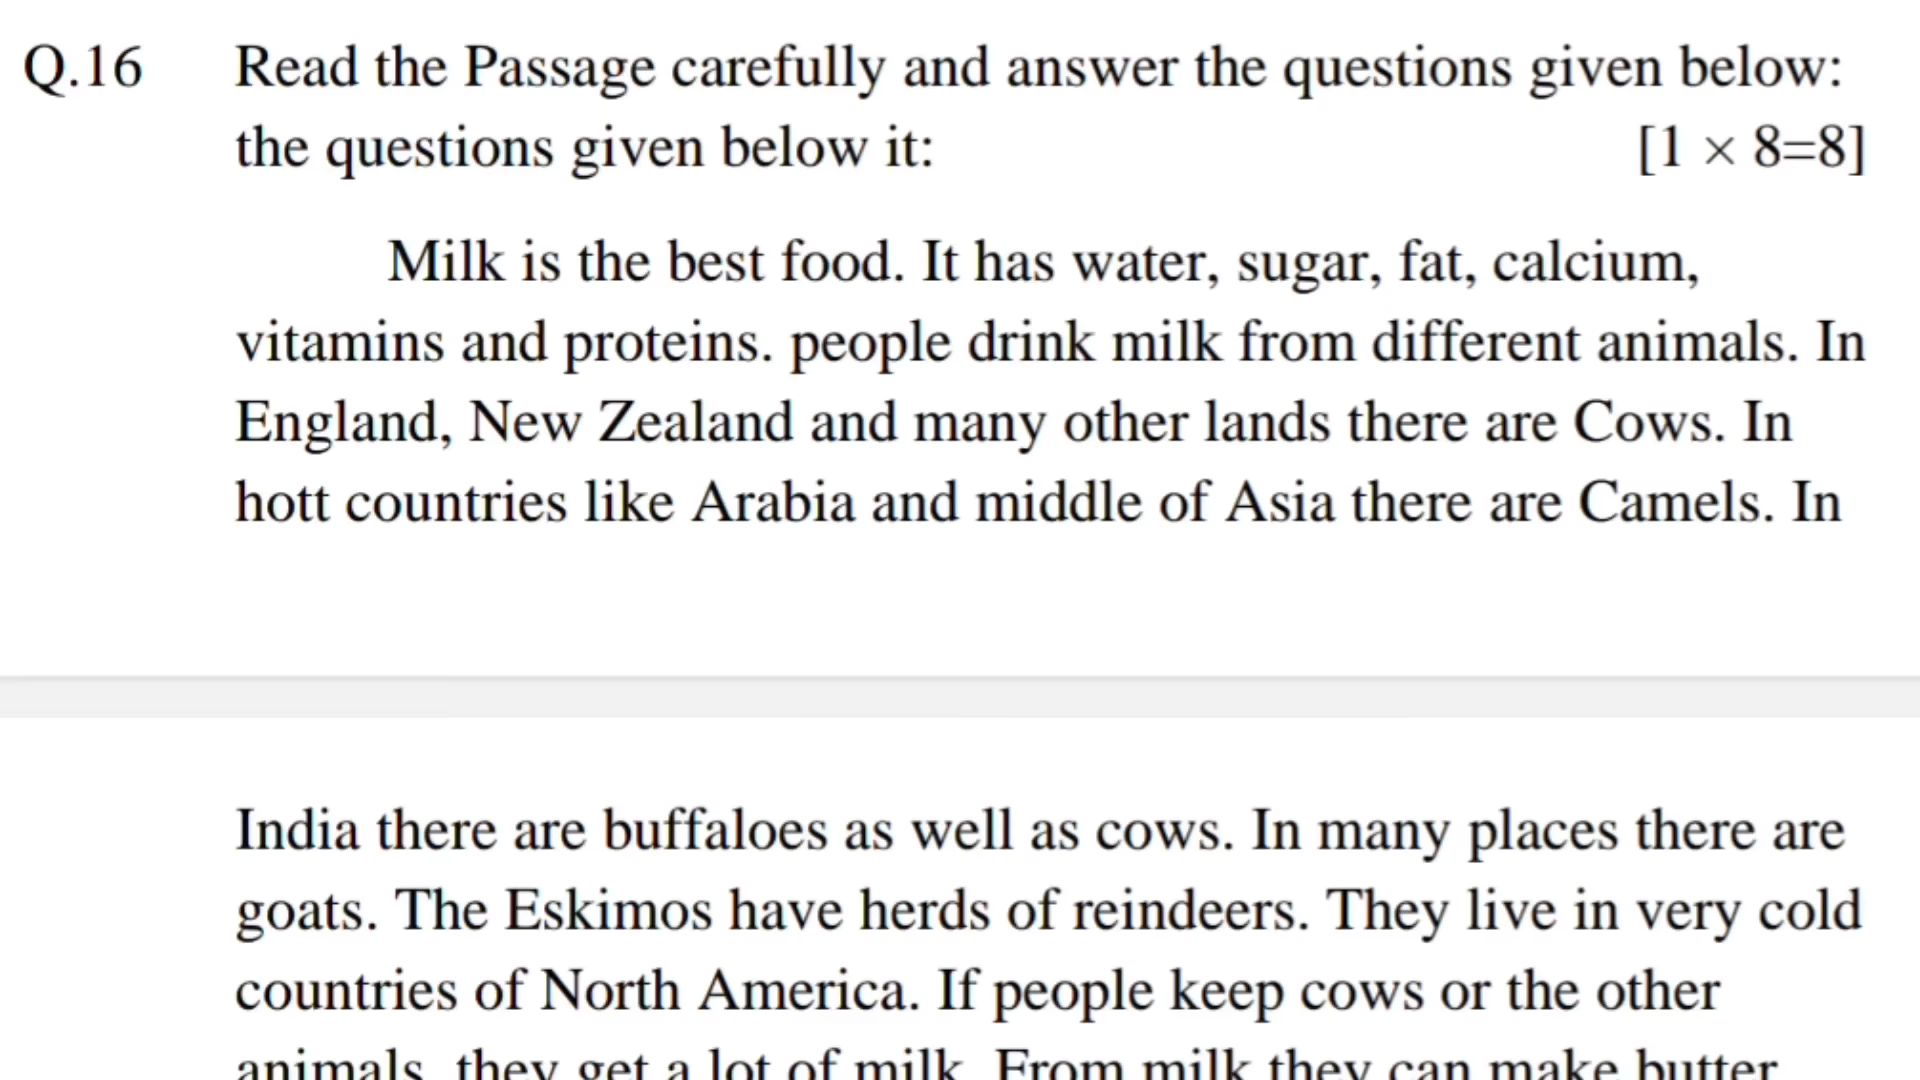 Q.16 Read the Passage carefully and answer the questions given below:
the questions given below it: [1 × 8=8]
Milk is the best food. It has water, sugar, fat, calcium,
vitamins and proteins. people drink milk from different animals. In
England, New Zealand and many other lands there are Cows. In
hott countries like Arabia and middle of Asia there are Camels. In
India there are buffaloes as well as cows. In many places there are
goats. The Eskimos have herds of reindeers. They live in very cold
countries of North America. If people keep cows or the other
animals, they get a lot of milk. From milk they can make butter,